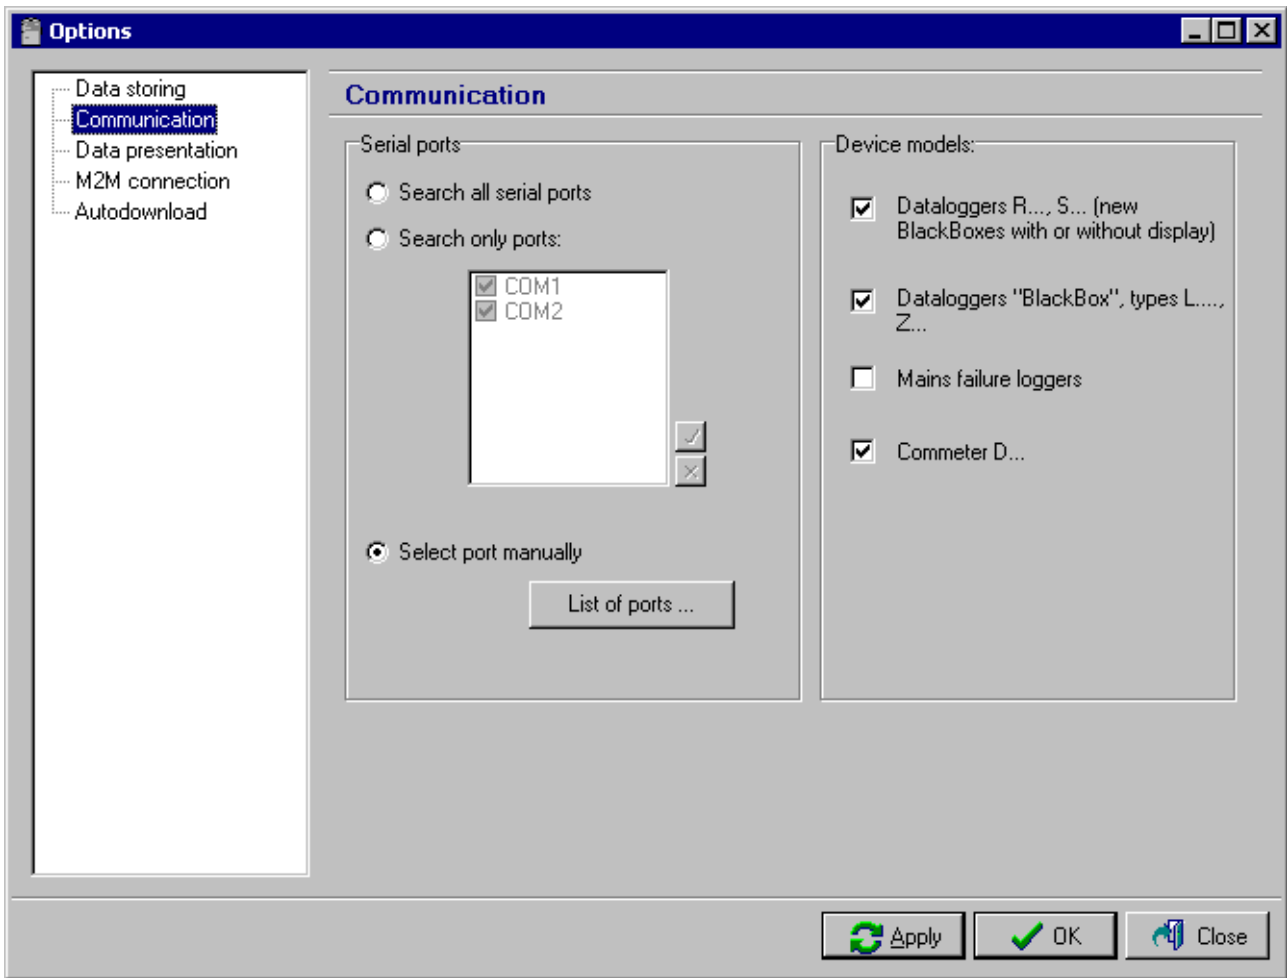 Options
Data storing
Communication
Data presentation
M2M connection
Autodownload
Communication
Serial ports
Search all serial ports
Search only ports:
COM1
COM2
Select port manually
List of ports ...
Device models:
Dataloggers R..., S... (new
BlackBoxes with or without display)
Dataloggers "BlackBox", types L....,
Z...
Mains failure loggers
Commeter D...
Apply
OK
Close